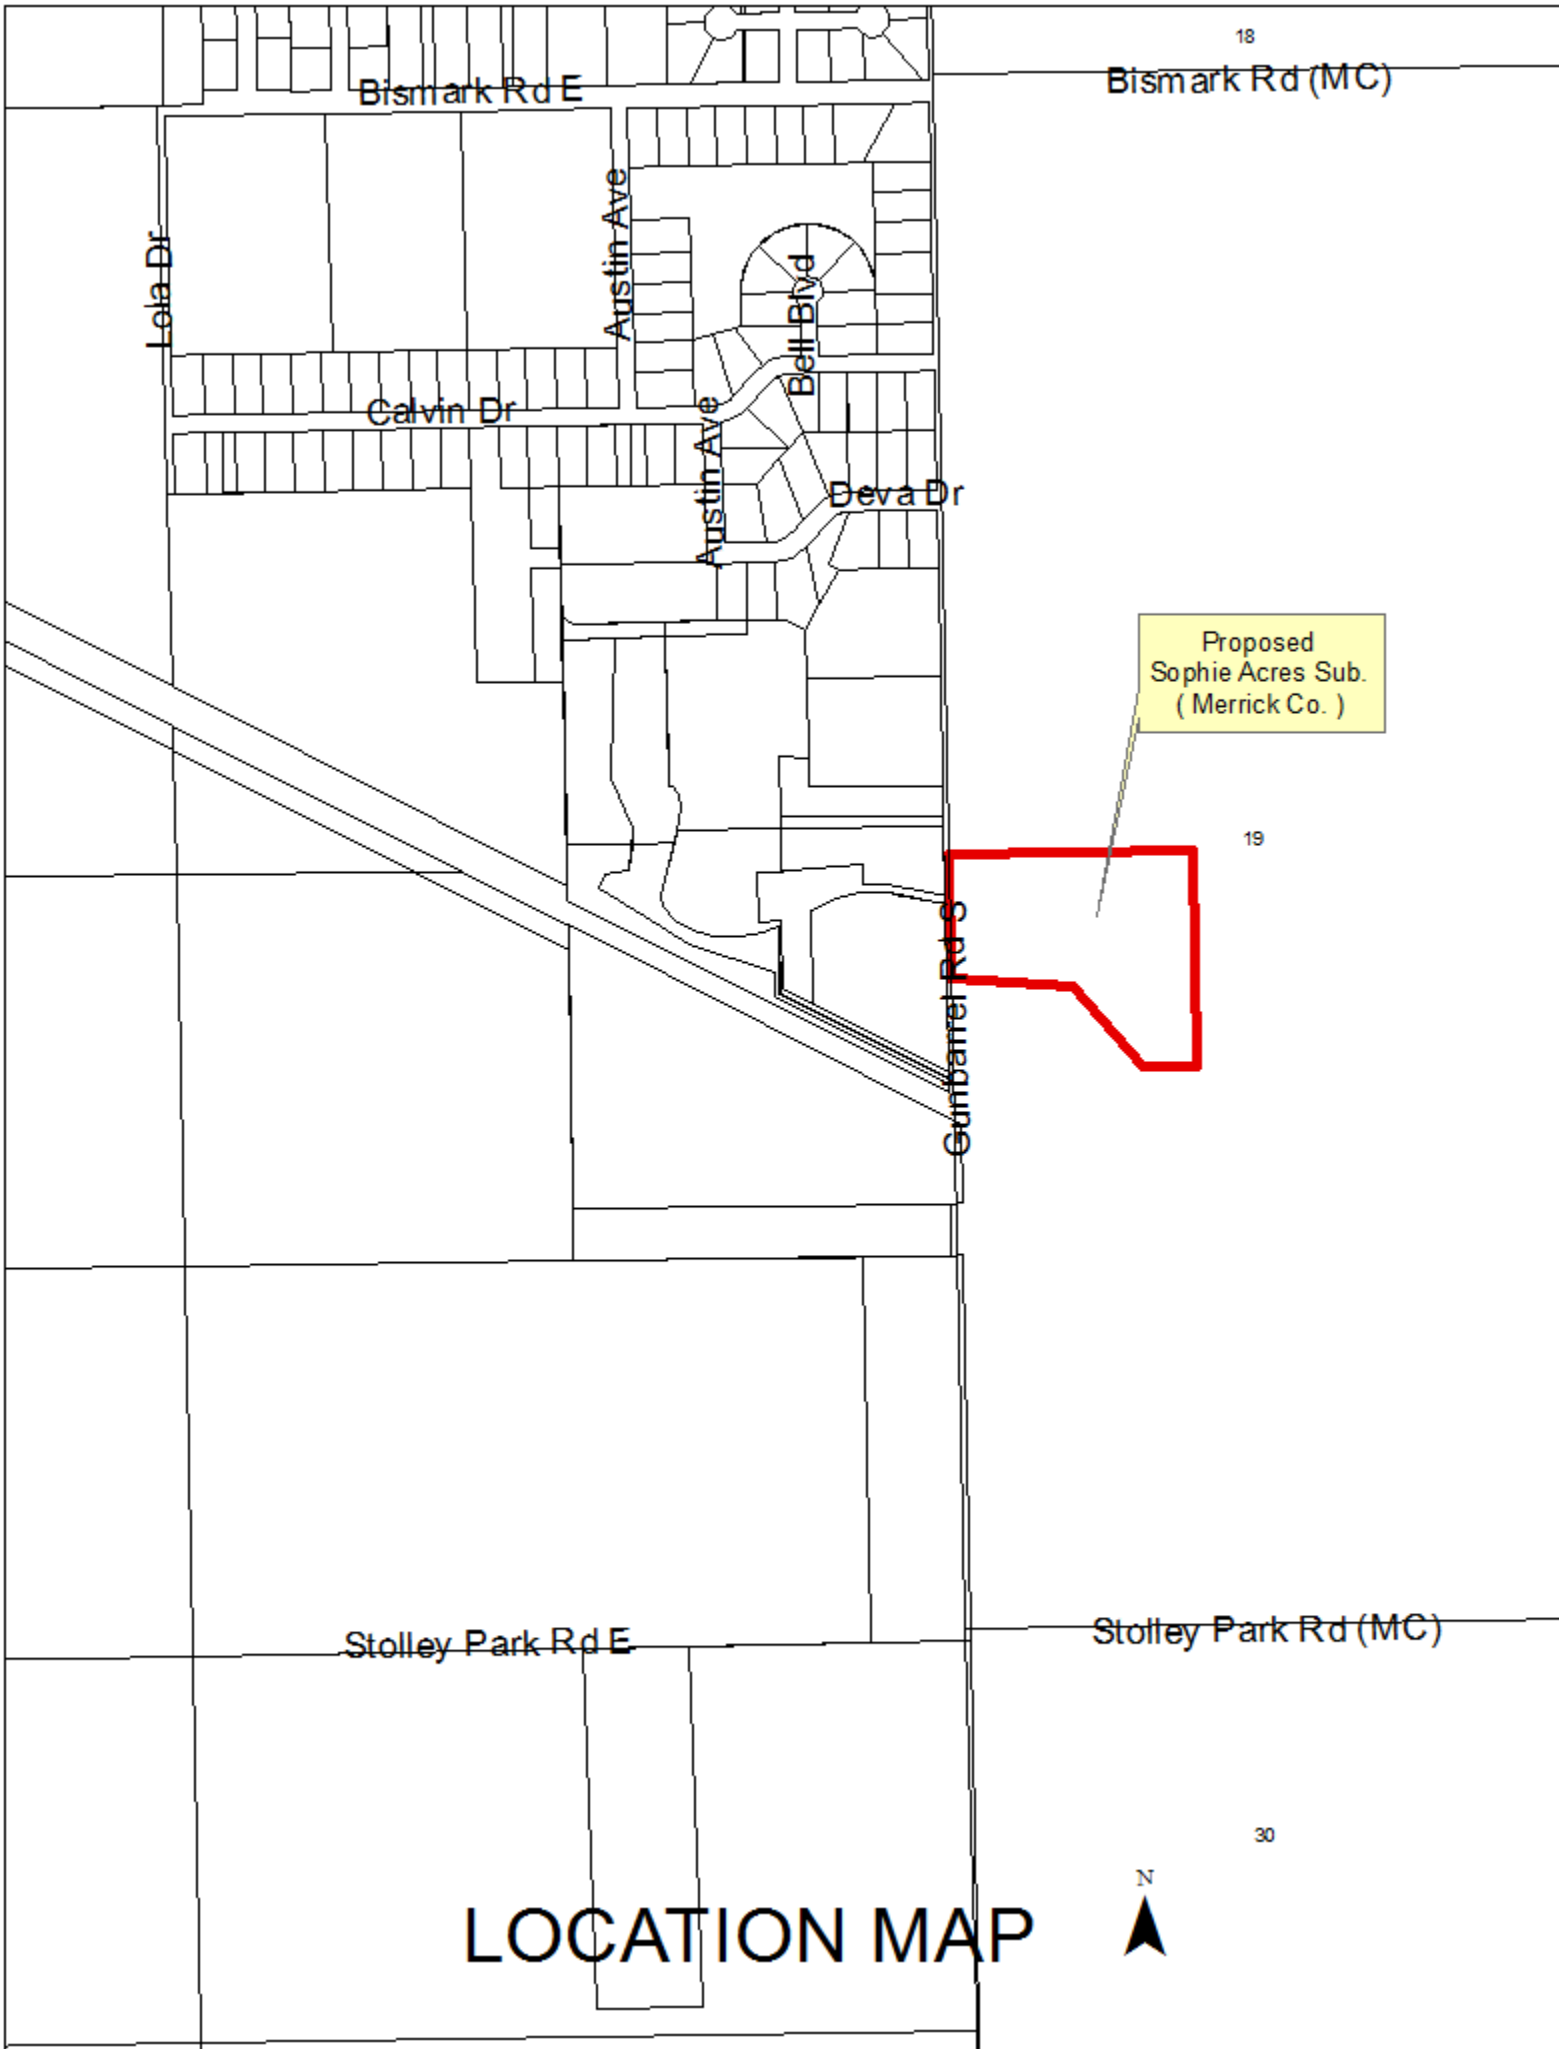 18
Bismark Rd E
Bismark Rd (MC)
Lola Dr
Austin Ave
Bell Blvd
Calvin Dr
Austin Ave
Deva Dr
Proposed
Sophie Acres Sub.
( Merrick Co. )
19
Gunbarrel Rd S
Stolley Park Rd E
Stolley Park Rd (MC)
30
N
LOCATION MAP